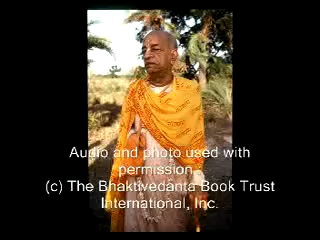 Audio and photo used with
permission.
(c) The Bhaktivedanta Book Trust
International, Inc.